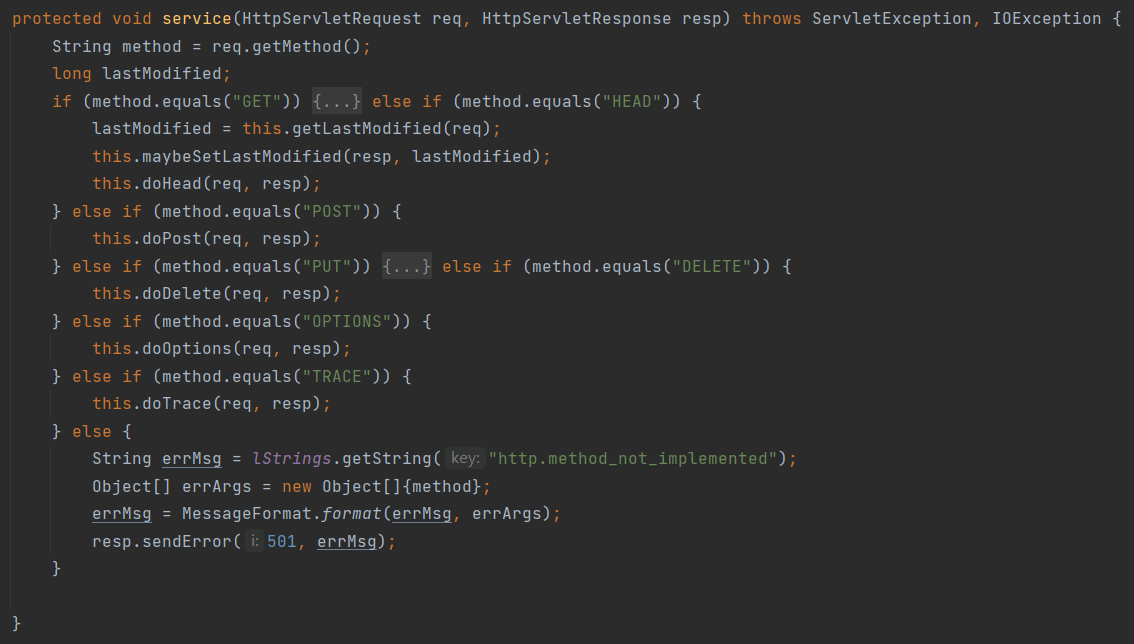 protected void service(HttpServletRequest req, HttpServletResponse resp) throws ServletException, IOException {
    String method = req.getMethod();
    long lastModified;
    if (method.equals("GET")) {...} else if (method.equals("HEAD")) {
        lastModified = this.getLastModified(req);
        this.maybeSetLastModified(resp, lastModified);
        this.doHead(req, resp);
    } else if (method.equals("POST")) {
        this.doPost(req, resp);
    } else if (method.equals("PUT")) {...} else if (method.equals("DELETE")) {
        this.doDelete(req, resp);
    } else if (method.equals("OPTIONS")) {
        this.doOptions(req, resp);
    } else if (method.equals("TRACE")) {
        this.doTrace(req, resp);
    } else {
        String errMsg = lStrings.getString( key: "http.method_not_implemented");
        Object[] errArgs = new Object[]{method};
        errMsg = MessageFormat.format(errMsg, errArgs);
        resp.sendError( i: 501, errMsg);
    }
}